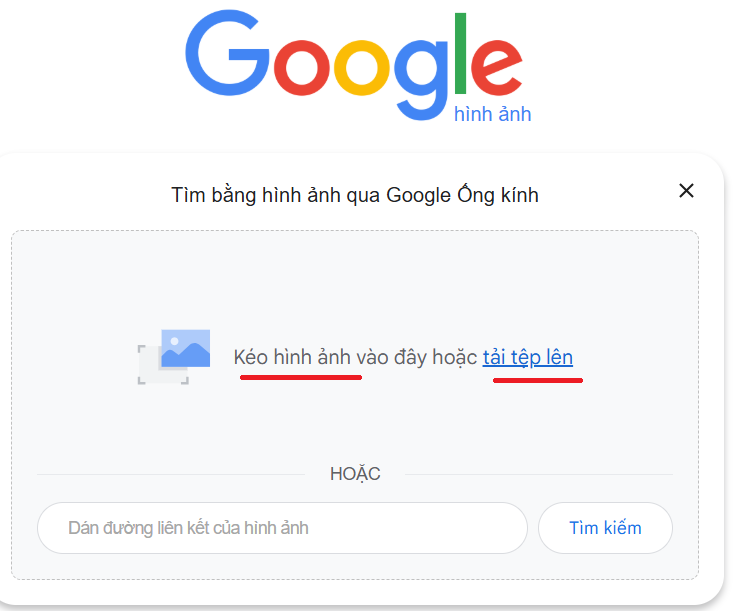 Google
hình ảnh
Tìm bằng hình ảnh qua Google Ống kính
Kéo hình ảnh vào đây hoặc tải tệp lên
HOẶC
Dán đường liên kết của hình ảnh
Tìm kiếm